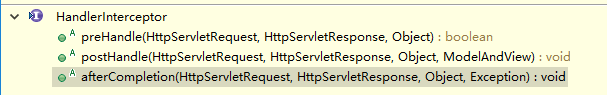 HandlerInterceptor
A preHandle(HttpServletRequest, HttpServletResponse, Object) : boolean
A postHandle(HttpServletRequest, HttpServletResponse, Object, ModelAndView) : void
A afterCompletion(HttpServletRequest, HttpServletResponse, Object, Exception) : void